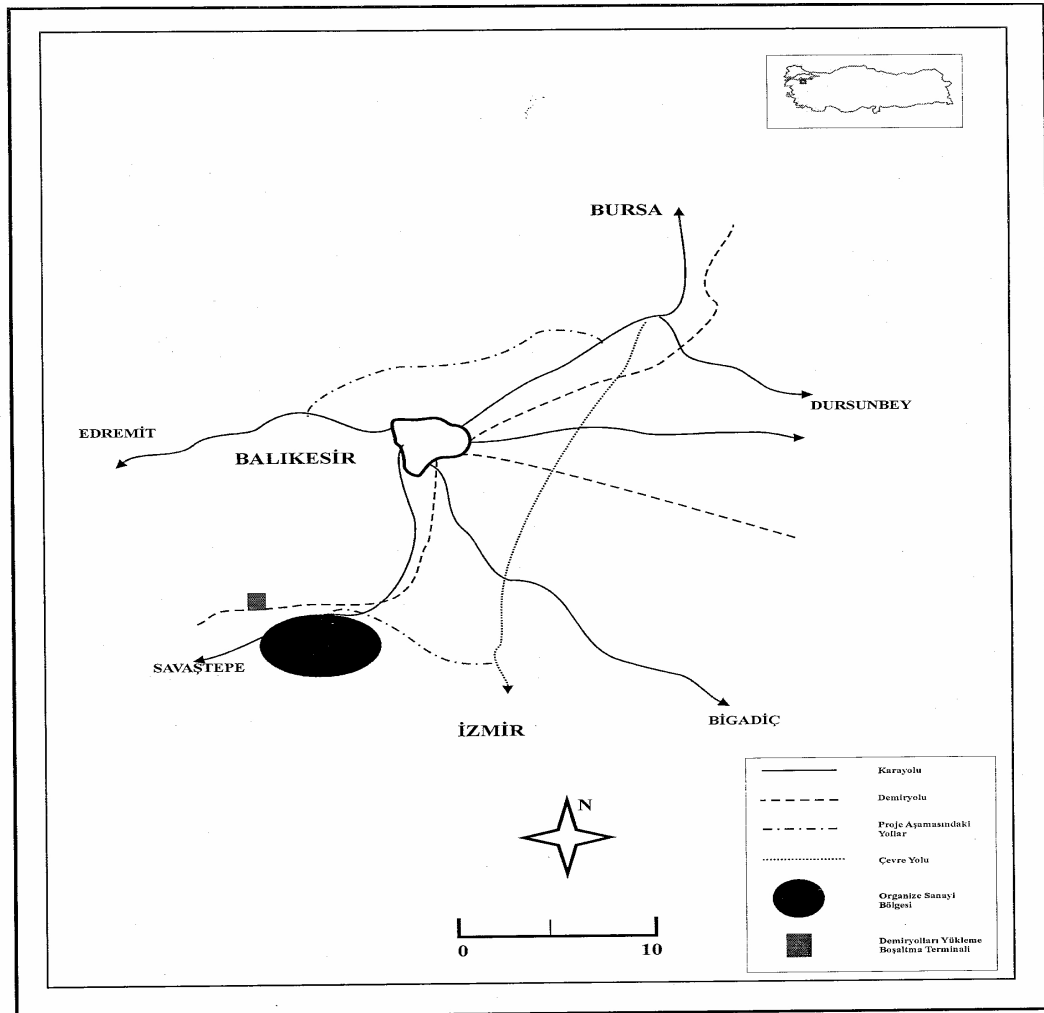 BURSA
DURSUNBEY
EDREMİT
BALIKESİR
SAVAŞTEPE
İZMİR
BİGADİÇ
N
0 10
Karayolu
Demiryolu
Proje Aşamasındaki
Yollar
Çevre Yolu
Organize Sanayi
Bölgesi
Demiryolları Yükleme
Boşaltma Terminali